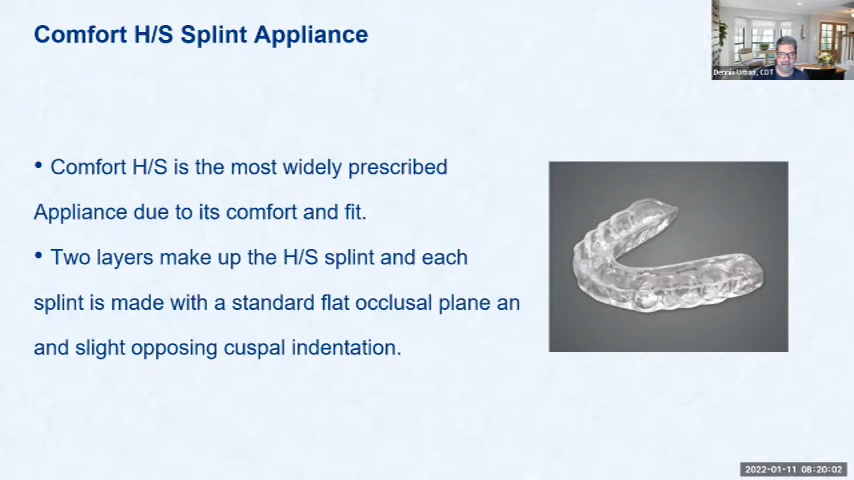 Comfort H/S Splint Appliance
Dennis Urban, CDT
• Comfort H/S is the most widely prescribed
Appliance due to its comfort and fit.
• Two layers make up the H/S splint and each
splint is made with a standard flat occlusal plane an
and slight opposing cuspal indentation.
2022-01-11 08:20:02